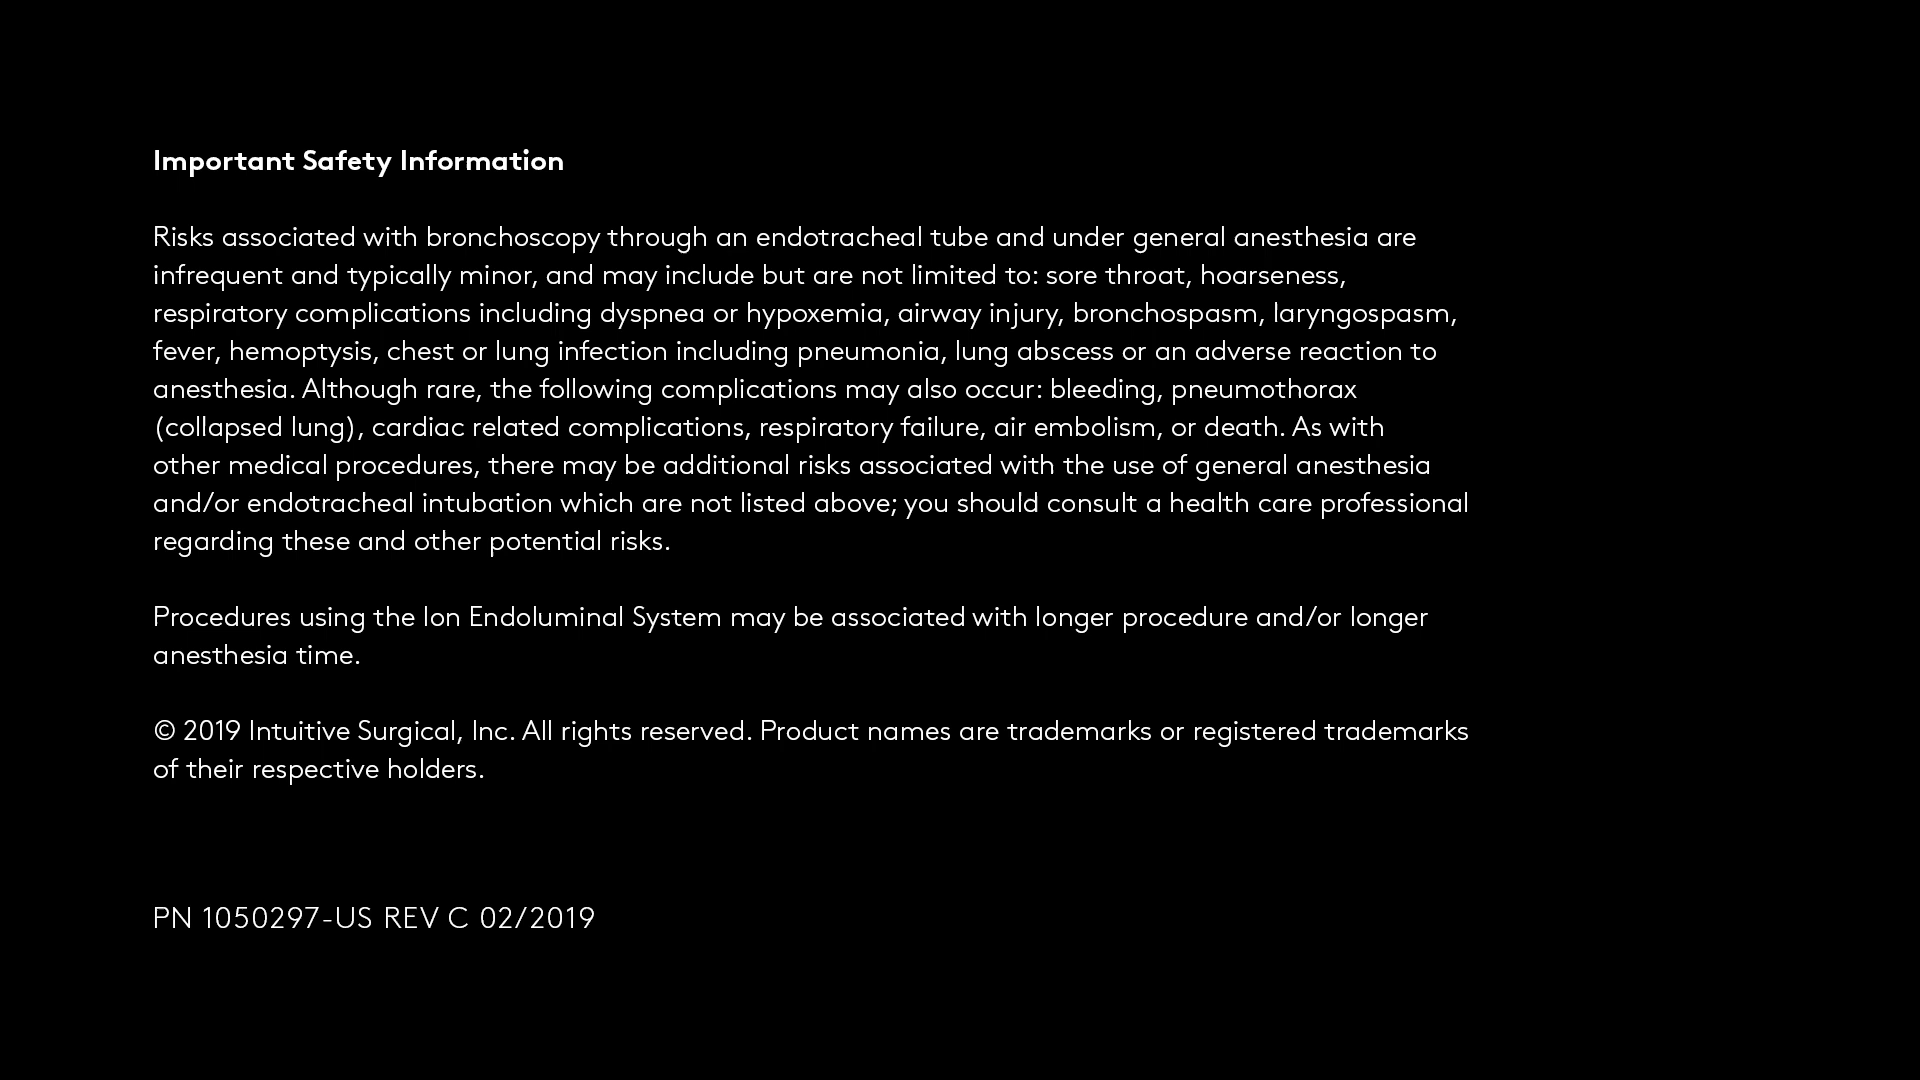 Important Safety Information
Risks associated with bronchoscopy through an endotracheal tube and under general anesthesia are
infrequent and typically minor, and may include but are not limited to: sore throat, hoarseness,
respiratory complications including dyspnea or hypoxemia, airway injury, bronchospasm, laryngospasm,
fever, hemoptysis, chest or lung infection including pneumonia, lung abscess or an adverse reaction to
anesthesia. Although rare, the following complications may also occur: bleeding, pneumothorax
(collapsed lung), cardiac related complications, respiratory failure, air embolism, or death. As with
other medical procedures, there may be additional risks associated with the use of general anesthesia
and/or endotracheal intubation which are not listed above; you should consult a health care professional
regarding these and other potential risks.
Procedures using the Ion Endoluminal System may be associated with longer procedure and/or longer
anesthesia time.
© 2019 Intuitive Surgical, Inc. All rights reserved. Product names are trademarks or registered trademarks
of their respective holders.
PN 1050297-US REV C 02/2019